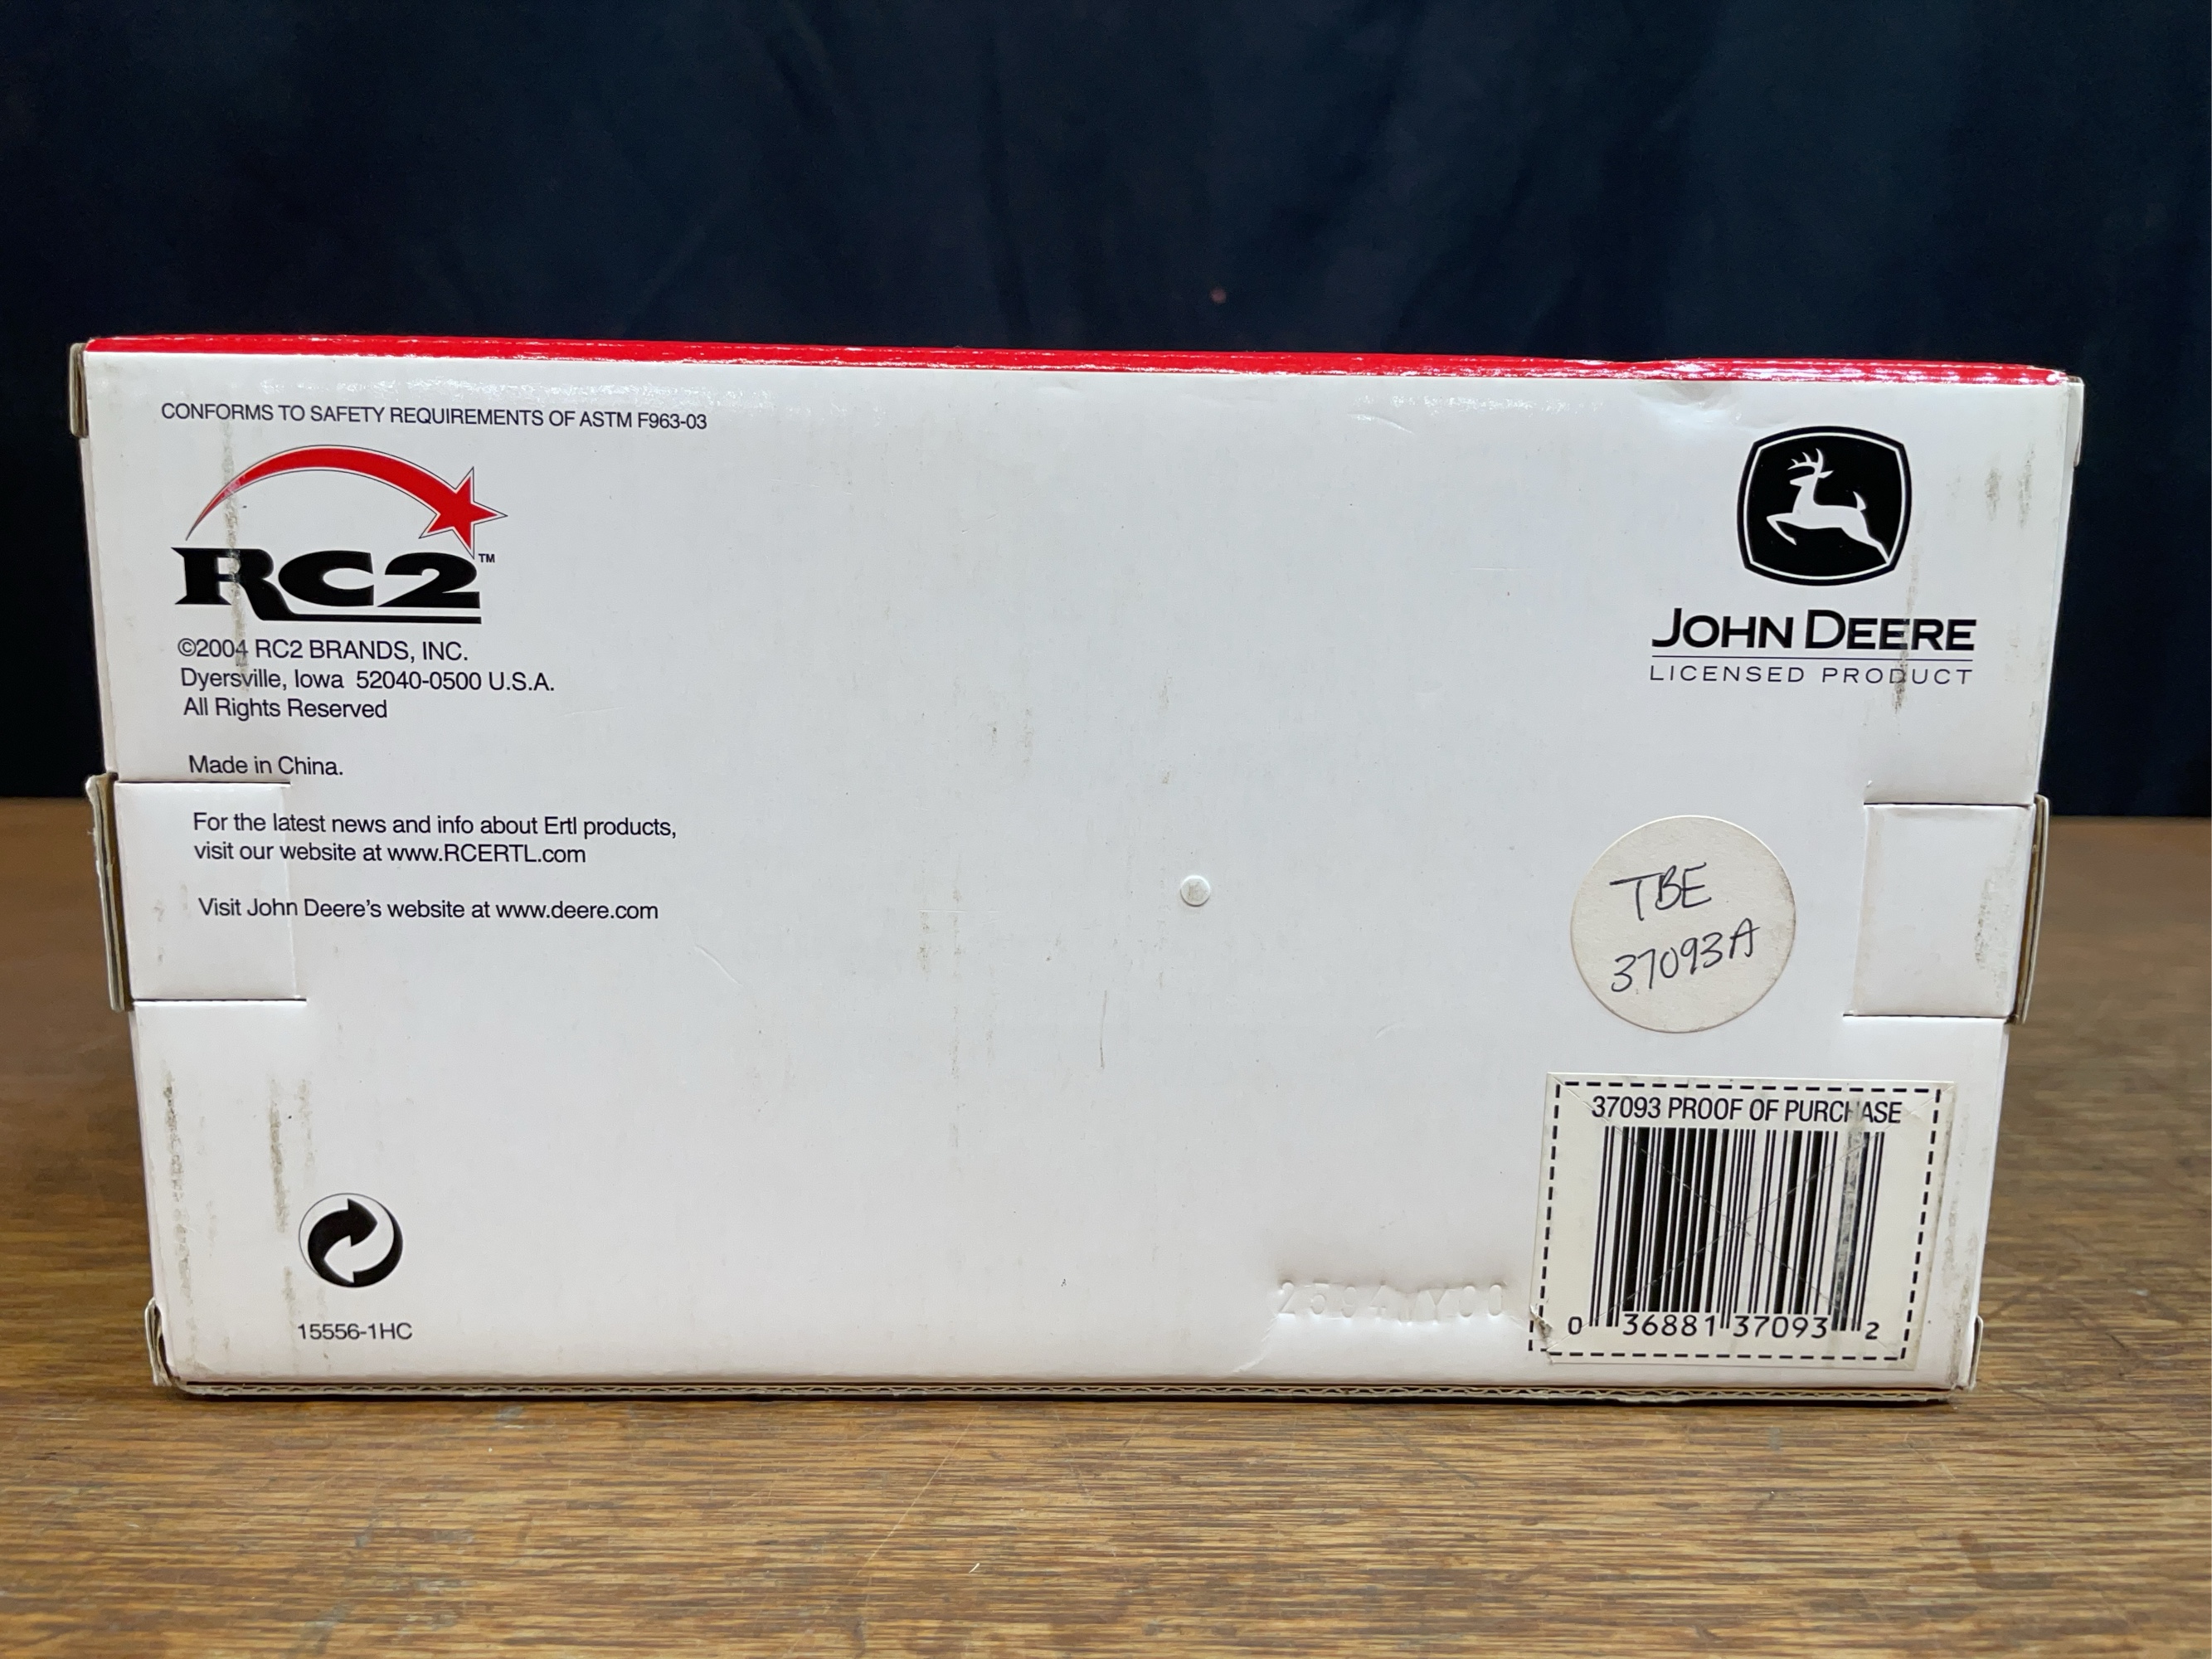 CONFORMS TO SAFETY REQUIREMENTS OF ASTM F963-03
RC2™
©2004 RC2 BRANDS, INC.
Dyersville, Iowa 52040-0500 U.S.A.
All Rights Reserved
Made in China.
For the latest news and info about Ertl products,
visit our website at www.RCERTL.com
Visit John Deere's website at www.deere.com
15556-1HC
JOHN DEERE
LICENSED PRODUCT
TBE
37093A
37093 PROOF OF PURCHASE
0 36881 37093 2